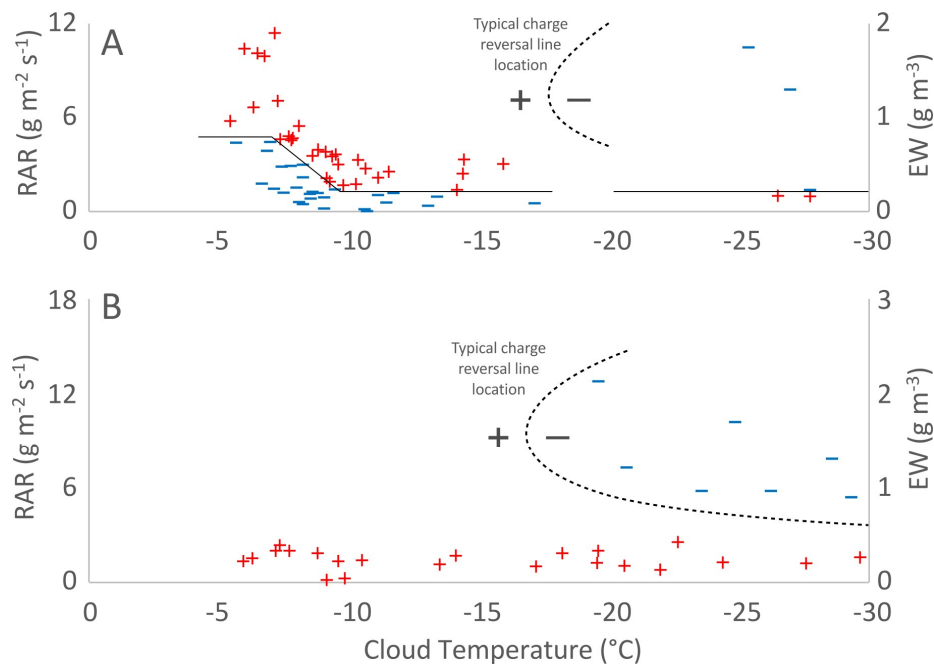 A
12
6
0
RAR (g m⁻² s⁻¹)
Typical charge
reversal line
location
+ −
2
1
0
EW (g m⁻³)
0 -5 -10 -15 -20 -25 -30
B
18
12
6
0
RAR (g m⁻² s⁻¹)
Typical charge
reversal line
location
+ −
3
2
1
0
EW (g m⁻³)
0 -5 -10 -15 -20 -25 -30
Cloud Temperature (°C)